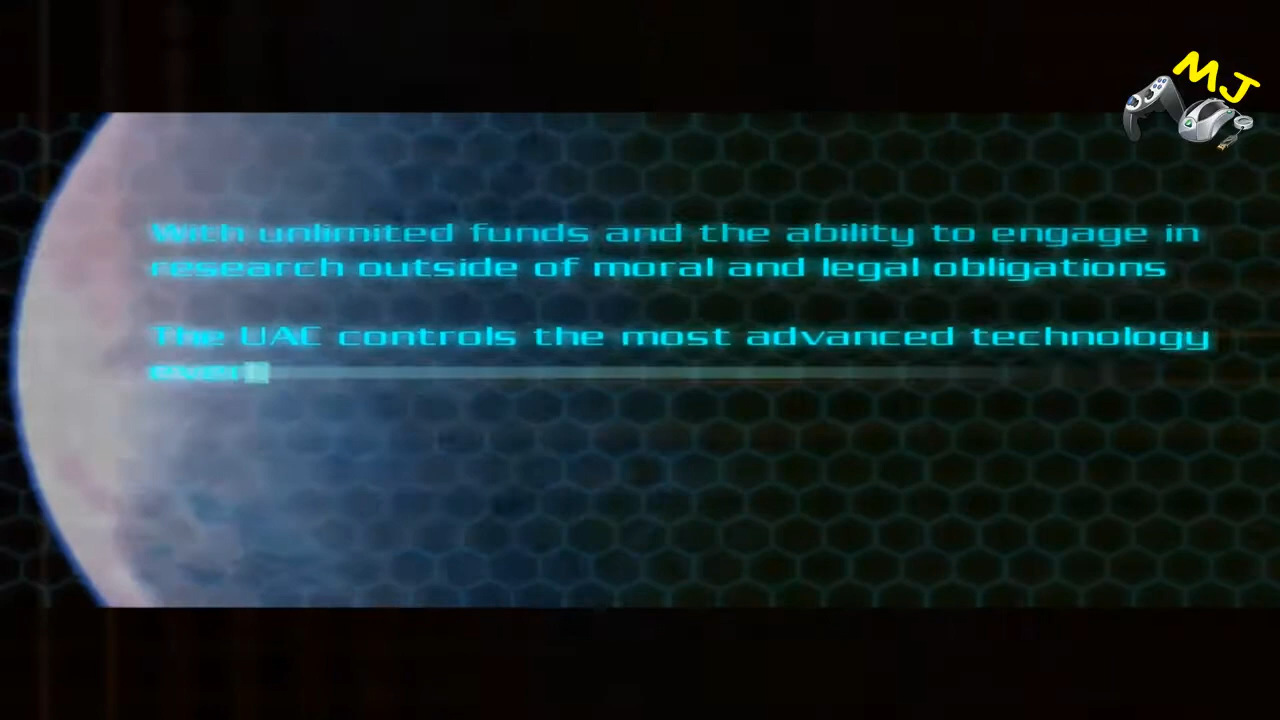 MJ
With unlimited funds and the ability to engage in
research outside of moral and legal obligations
The UAC controls the most advanced technology
ever